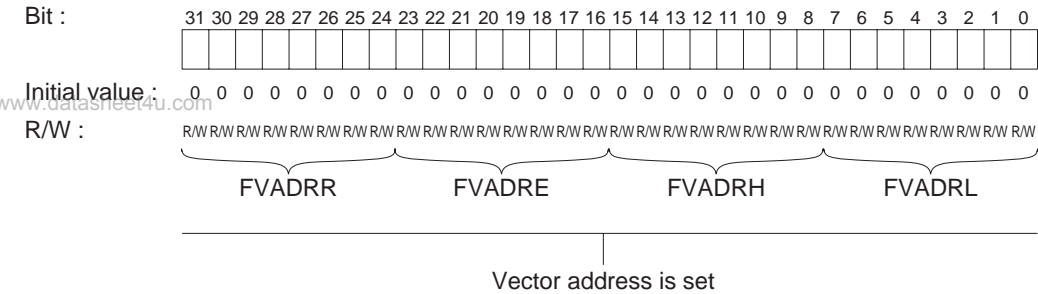 Bit : 31 30 29 28 27 26 25 24 23 22 21 20 19 18 17 16 15 14 13 12 11 10 9 8 7 6 5 4 3 2 1 0
Initial value : 0 0 0 0 0 0 0 0 0 0 0 0 0 0 0 0 0 0 0 0 0 0 0 0 0 0 0 0 0 0 0 0
www.datasheet4u.com
R/W : R/W R/W R/W R/W R/W R/W R/W R/W R/W R/W R/W R/W R/W R/W R/W R/W R/W R/W R/W R/W R/W R/W R/W R/W R/W R/W R/W R/W R/W R/W R/W R/W
FVADRR FVADRE FVADRH FVADRL
Vector address is set